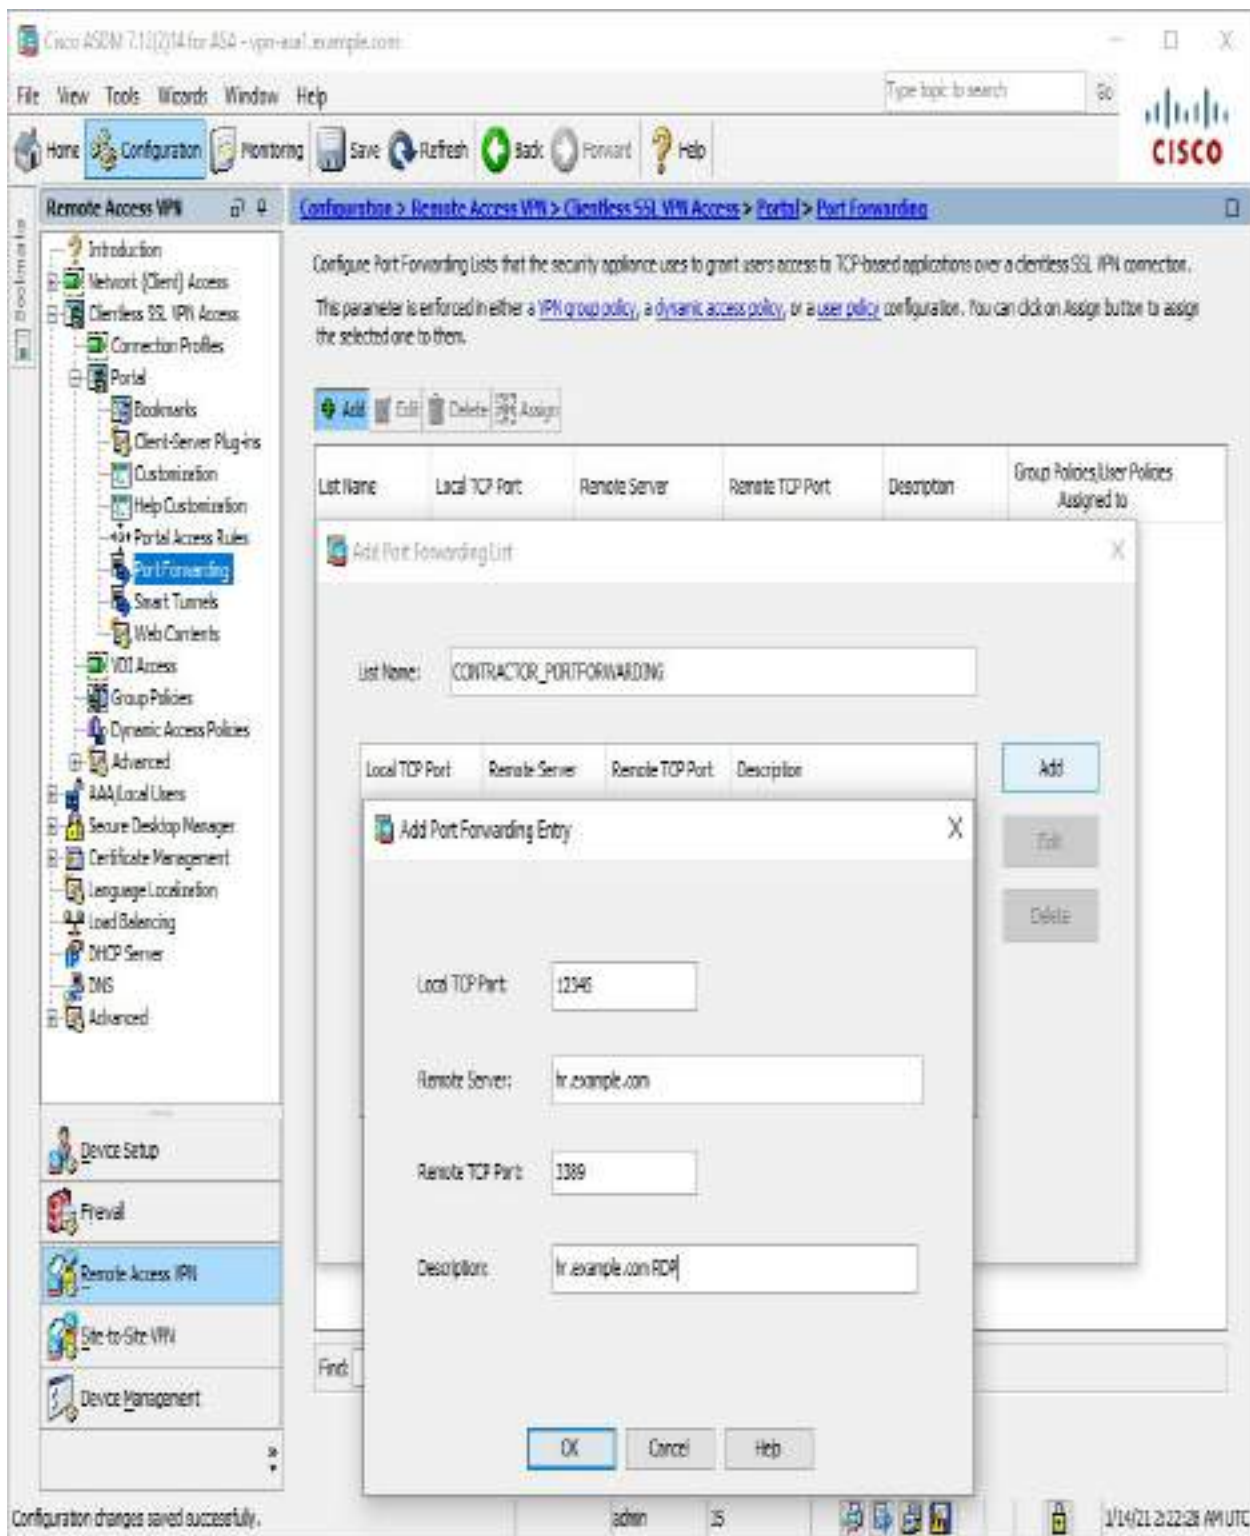 Cisco ASDM 7.13(2)14 for ASA - vpn-asa1.example.com
File View Tools Wizards Window Help
Type topic to search Go
Home Configuration Monitoring Save Refresh Back Forward Help
CISCO
Bookmarks
Remote Access VPN
Introduction
Network (Client) Access
Clientless SSL VPN Access
Connection Profiles
Portal
Bookmarks
Client-Server Plug-ins
Customization
Help Customization
Portal Access Rules
Port Forwarding
Smart Tunnels
Web Contents
VDI Access
Group Policies
Dynamic Access Policies
Advanced
AAA/Local Users
Secure Desktop Manager
Certificate Management
Language Localization
Load Balancing
DHCP Server
DNS
Advanced
Device Setup
Firewall
Remote Access VPN
Site-to-Site VPN
Device Management
Configuration > Remote Access VPN > Clientless SSL VPN Access > Portal > Port Forwarding
Configure Port Forwarding Lists that the security appliance uses to grant users access to TCP-based applications over a clientless SSL VPN connection.
This parameter is enforced in either a VPN group policy, a dynamic access policy, or a user policy configuration. You can click on Assign button to assign
the selected one to them.
Add Edit Delete Assign
List Name Local TCP Port Remote Server Remote TCP Port Description Group Policies/User Policies
Assigned to
Add Port Forwarding List X
List Name: CONTRACTOR_PORTFORWARDING
Local TCP Port Remote Server Remote TCP Port Description
Add
Edit
Delete
Add Port Forwarding Entry X
Local TCP Port: 12345
Remote Server: hr.example.com
Remote TCP Port: 3389
Description: hr.example.com RDP
OK Cancel Help
Find:
Configuration changes saved successfully. admin 15 1/14/21 2:22:28 AM UTC